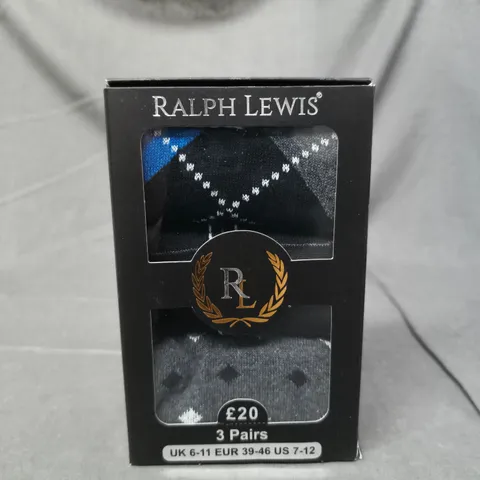 RALPH LEWIS®
RL
£20
3 Pairs
UK 6-11 EUR 39-46 US 7-12